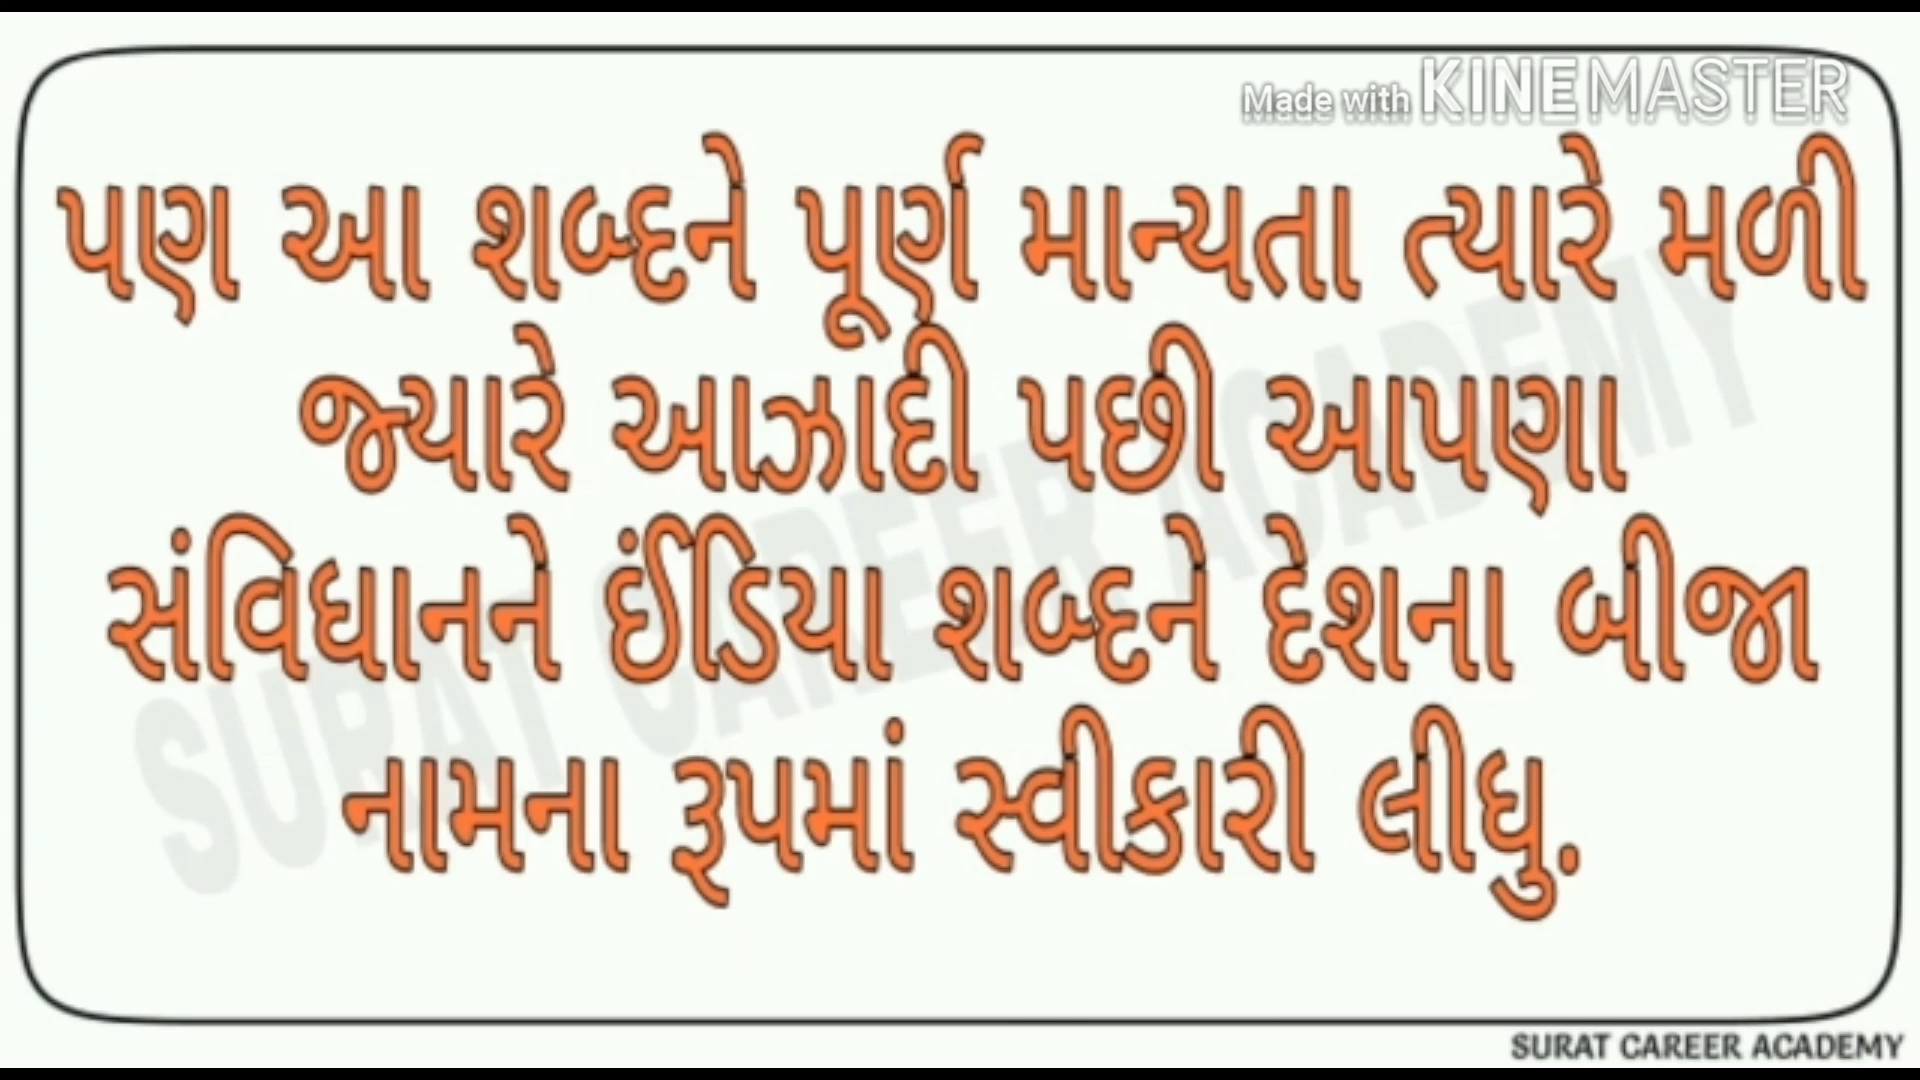 Made with KINEMASTER
પણ આ શબ્દને પૂર્ણ માન્યતા ત્યારે મળી
જ્યારે આઝાદી પછી આપણા
સંવિધાનને ઈંડિયા શબ્દને દેશના બીજા
નામના રૂપમાં સ્વીકારી લીધુ.
SURAT CAREER ACADEMY
SURAT CAREER ACADEMY